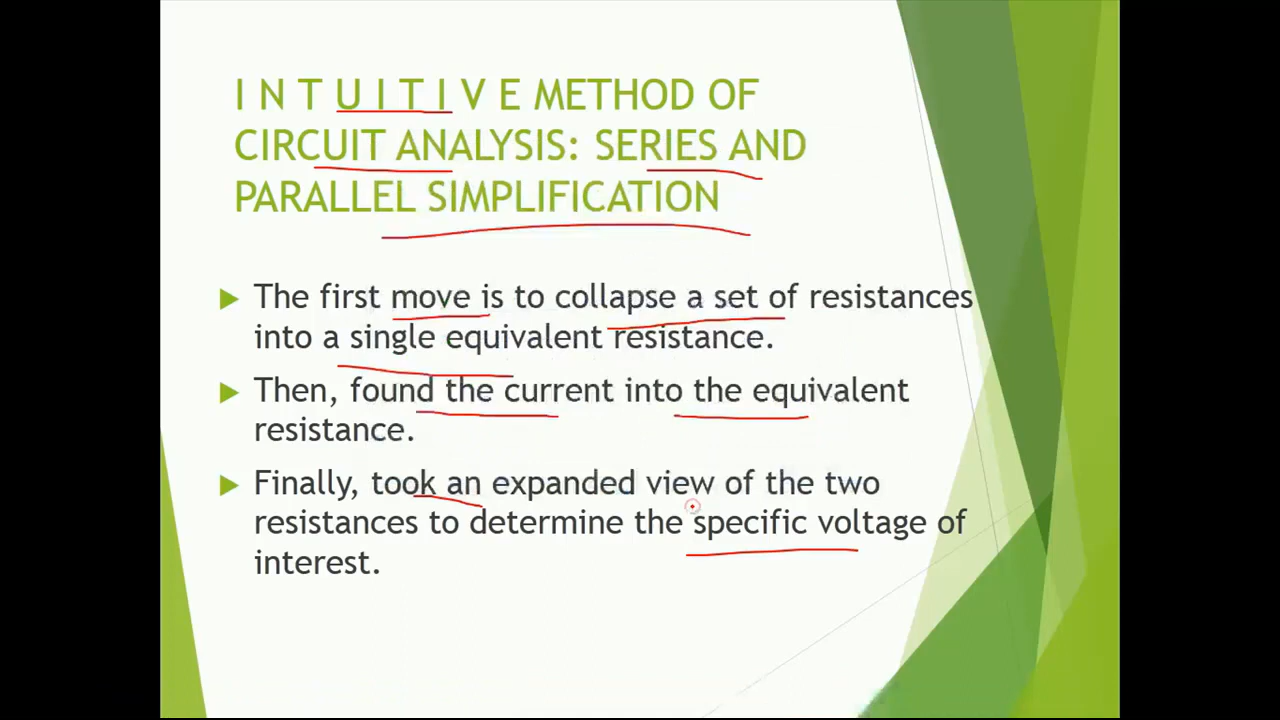 I N T U I T I V E METHOD OF
CIRCUIT ANALYSIS: SERIES AND
PARALLEL SIMPLIFICATION
The first move is to collapse a set of resistances
into a single equivalent resistance.
Then, found the current into the equivalent
resistance.
Finally, took an expanded view of the two
resistances to determine the specific voltage of
interest.